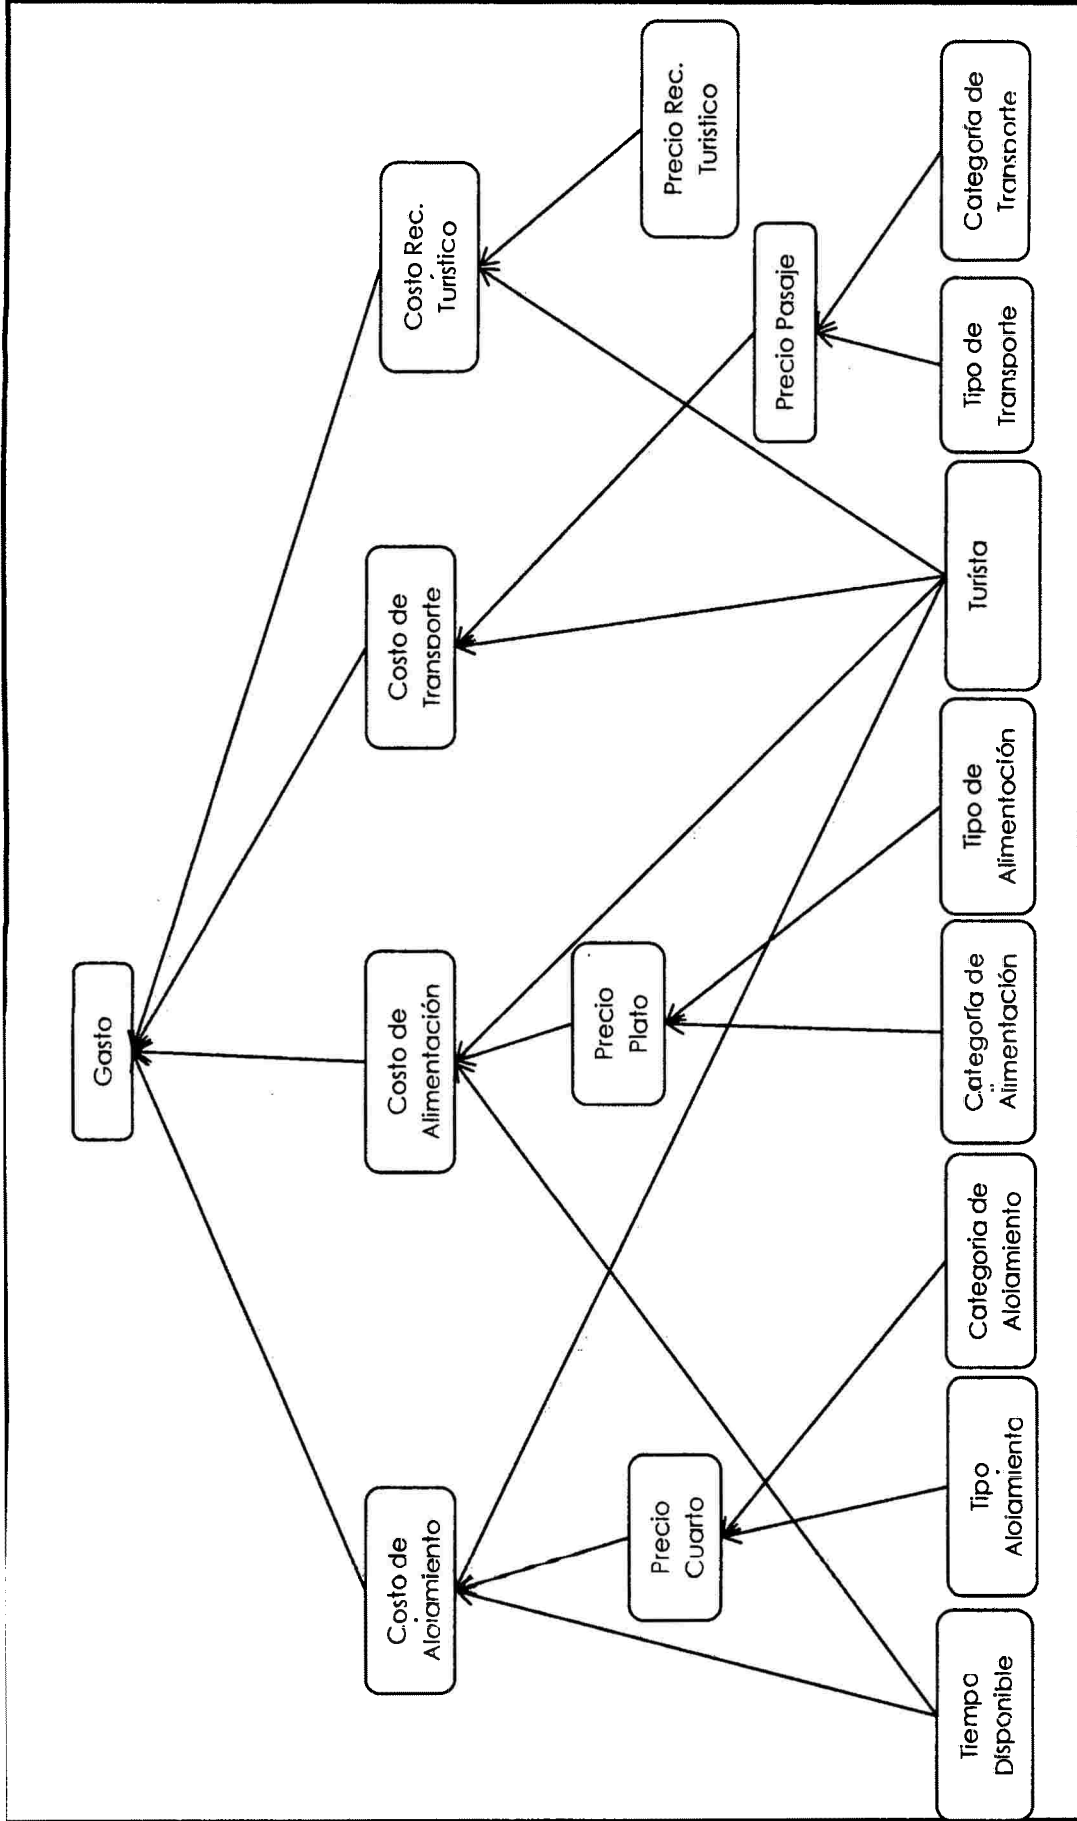 Gasto
Costo de
Alojamiento
Costo de
Alimentación
Costo de
Transporte
Costo Rec.
Turístico
Precio
Cuarto
Precio
Plato
Precio Pasaje
Precio Rec.
Turistico
Tiempo
Disponible
Tipo
Alojamiento
Categoria de
Alojamiento
Categoría de
Alimentación
Tipo de
Alimentoción
Turísta
Tipo de
Transporte
Categoría de
Transporte